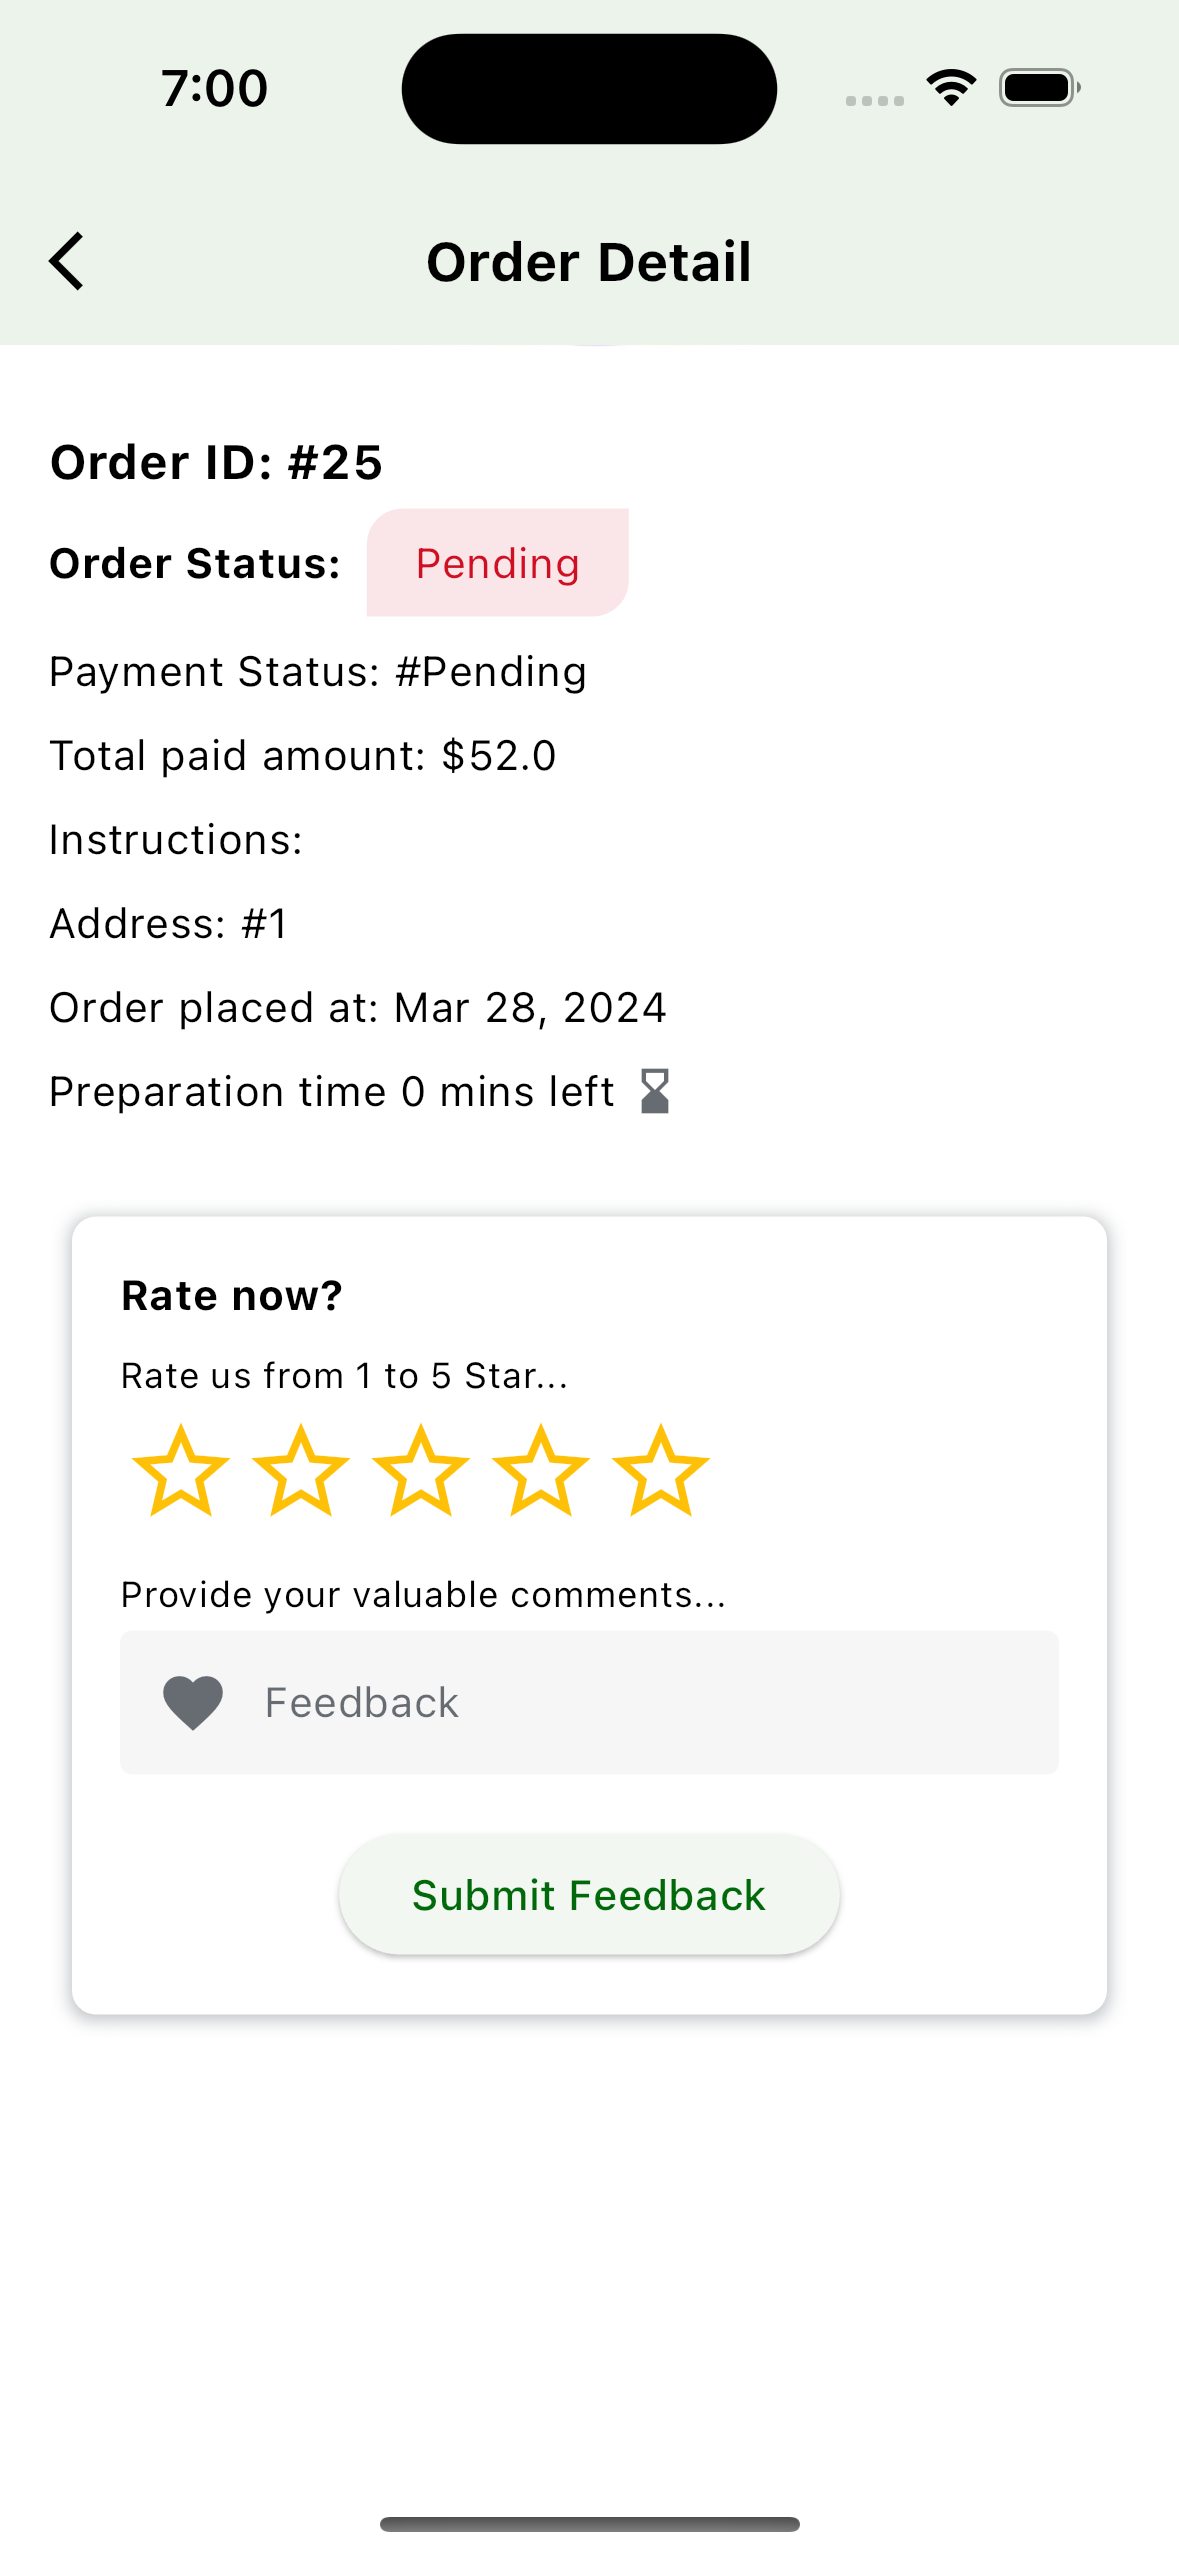 7:00
Order Detail
Order ID: #25
Order Status: Pending
Payment Status: #Pending
Total paid amount: $52.0
Instructions:
Address: #1
Order placed at: Mar 28, 2024
Preparation time 0 mins left
Rate now?
Rate us from 1 to 5 Star...
Provide your valuable comments...
Feedback
Submit Feedback